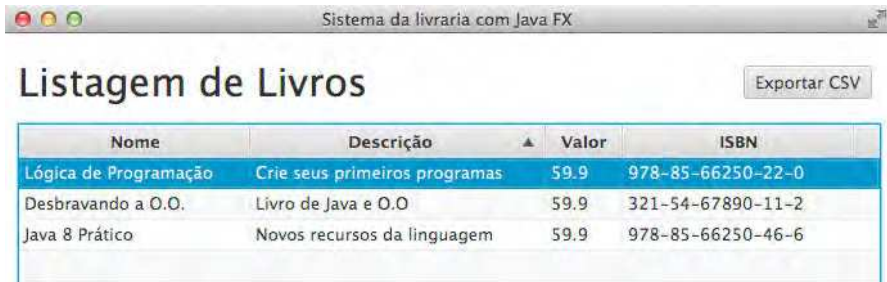 Sistema da livraria com Java FX
Listagem de Livros
Exportar CSV
Nome Descrição Valor ISBN
Lógica de Programação Crie seus primeiros programas 59.9 978-85-66250-22-0
Desbravando a O.O. Livro de Java e O.O 59.9 321-54-67890-11-2
Java 8 Prático Novos recursos da linguagem 59.9 978-85-66250-46-6